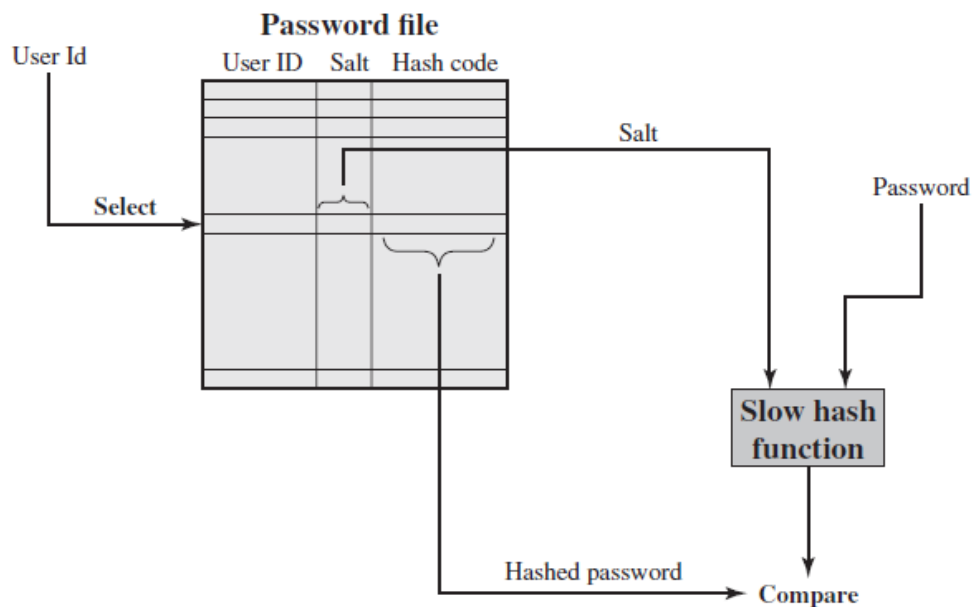 Password file
User Id
User ID Salt Hash code
Salt
Password
Select
Slow hash
function
Hashed password
Compare